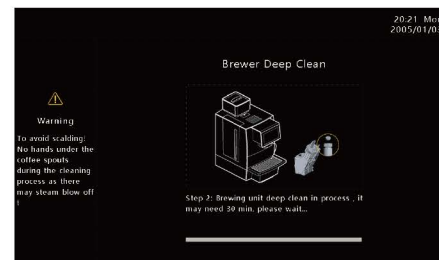 20:21 Mon
2005/01/03
Brewer Deep Clean
Warning
To avoid scalding!
No hands under the
coffee spouts
during the cleaning
process as there
may steam blow off
!
Step 2: Brewing unit deep clean in process , it
may need 30 min, please wait...